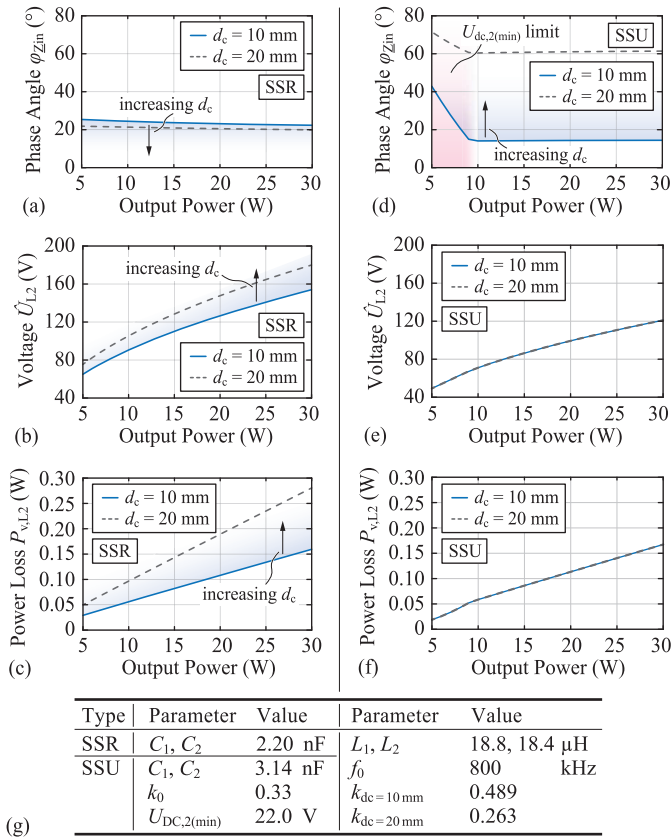 Phase Angle φZin (°)
80
60
40
20
0
dc = 10 mm
dc = 20 mm
SSR
increasing dc
5 10 15 20 25 30
(a) Output Power (W)
Phase Angle φZin (°)
80
60
40
20
0
Udc,2(min) limit
SSU
dc = 10 mm
dc = 20 mm
increasing dc
5 10 15 20 25 30
(d) Output Power (W)
Voltage ÛL2 (V)
200
160
120
80
40
increasing dc
SSR
dc = 10 mm
dc = 20 mm
5 10 15 20 25 30
(b) Output Power (W)
Voltage ÛL2 (V)
200
160
120
80
40
dc = 10 mm
dc = 20 mm
SSU
5 10 15 20 25 30
(e) Output Power (W)
Power Loss Pv,L2 (W)
0.30
0.25
0.20
0.15
0.10
0.05
0
dc = 10 mm
dc = 20 mm
SSR
increasing dc
5 10 15 20 25 30
(c) Output Power (W)
Power Loss Pv,L2 (W)
0.30
0.25
0.20
0.15
0.10
0.05
0
dc = 10 mm
dc = 20 mm
SSU
5 10 15 20 25 30
(f) Output Power (W)
Type Parameter Value Parameter Value
SSR C1, C2 2.20 nF L1, L2 18.8, 18.4 μH
SSU C1, C2 3.14 nF f0 800 kHz
k0 0.33 kdc = 10 mm 0.489
(g) UDC,2(min) 22.0 V kdc = 20 mm 0.263